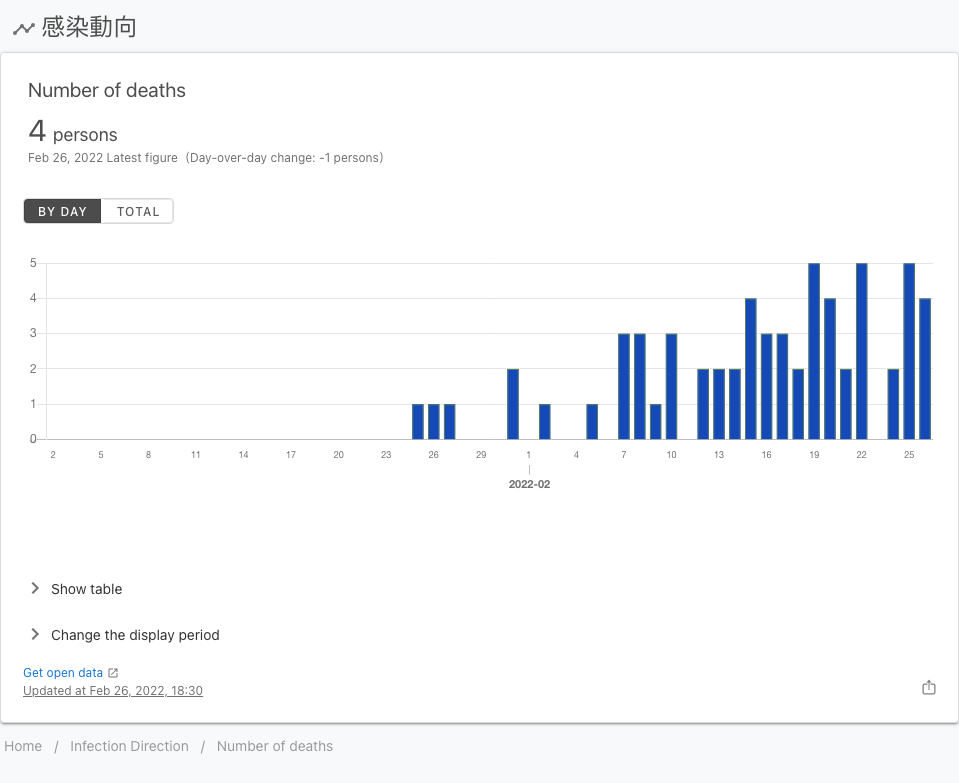 感染動向
Number of deaths
4 persons
Feb 26, 2022 Latest figure (Day-over-day change: -1 persons)
BY DAY TOTAL
5
4
3
2
1
0
2 5 8 11 14 17 20 23 26 29 1 4 7 10 13 16 19 22 25
2022-02
Show table
Change the display period
Get open data
Updated at Feb 26, 2022, 18:30
Home / Infection Direction / Number of deaths